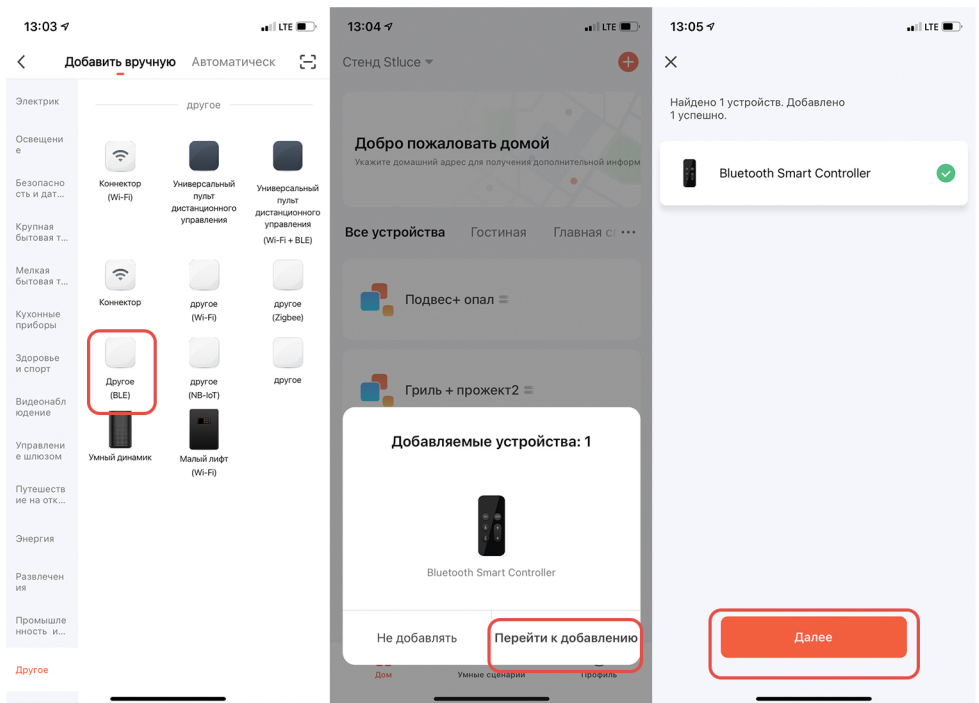 13:03
LTE
Добавить вручную
Автоматическ
Электрик
Освещени
е
Безопасно
сть и дат...
Крупная
бытовая т...
Мелкая
бытовая т...
Кухонные
приборы
Здоровье
и спорт
Видеонабл
юдение
Управлени
е шлюзом
Путешеств
ие на отк...
Энергия
Развлечен
ия
Промышле
нность и...
Другое
другое
Коннектор
(Wi-Fi)
Универсальный
пульт
дистанционного
управления
Универсальный
пульт
дистанционного
управления
(Wi-Fi + BLE)
Коннектор
другое
(Wi-Fi)
другое
(Zigbee)
Другое
(BLE)
другое
(NB-IoT)
другое
Умный динамик
Малый лифт
(Wi-Fi)
13:04
LTE
Стенд Stluce
Добро пожаловать домой
Укажите домашний адрес для получения дополнительной информ
Все устройства
Гостиная
Главная с
Подвес+ опал
Гриль + прожект2
Добавляемые устройства: 1
Bluetooth Smart Controller
Не добавлять
Перейти к добавлению
Дом
Умные сценарии
Профиль
13:05
LTE
Найдено 1 устройств. Добавлено
1 успешно.
Bluetooth Smart Controller
Далее